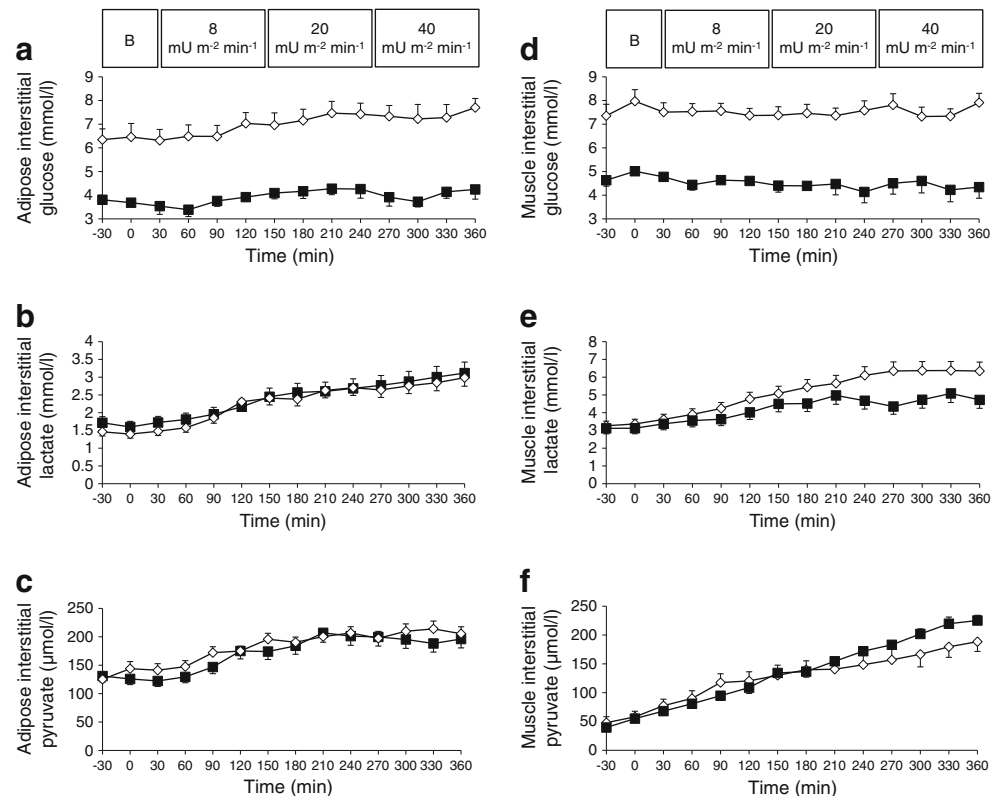 a
B
8
mU m⁻² min⁻¹
20
mU m⁻² min⁻¹
40
mU m⁻² min⁻¹
Adipose interstitial
glucose (mmol/l)
9
8
7
6
5
4
3
-30 0 30 60 90 120 150 180 210 240 270 300 330 360
Time (min)
b
Adipose interstitial
lactate (mmol/l)
4
3.5
3
2.5
2
1.5
1
0.5
0
-30 0 30 60 90 120 150 180 210 240 270 300 330 360
Time (min)
c
Adipose interstitial
pyruvate (µmol/l)
250
200
150
100
50
0
-30 0 30 60 90 120 150 180 210 240 270 300 330 360
Time (min)
d
B
8
mU m⁻² min⁻¹
20
mU m⁻² min⁻¹
40
mU m⁻² min⁻¹
Muscle interstitial
glucose (mmol/l)
9
8
7
6
5
4
3
-30 0 30 60 90 120 150 180 210 240 270 300 330 360
Time (min)
e
Muscle interstitial
lactate (mmol/l)
8
7
6
5
4
3
2
1
0
-30 0 30 60 90 120 150 180 210 240 270 300 330 360
Time (min)
f
Muscle interstitial
pyruvate (µmol/l)
250
200
150
100
50
0
-30 0 30 60 90 120 150 180 210 240 270 300 330 360
Time (min)